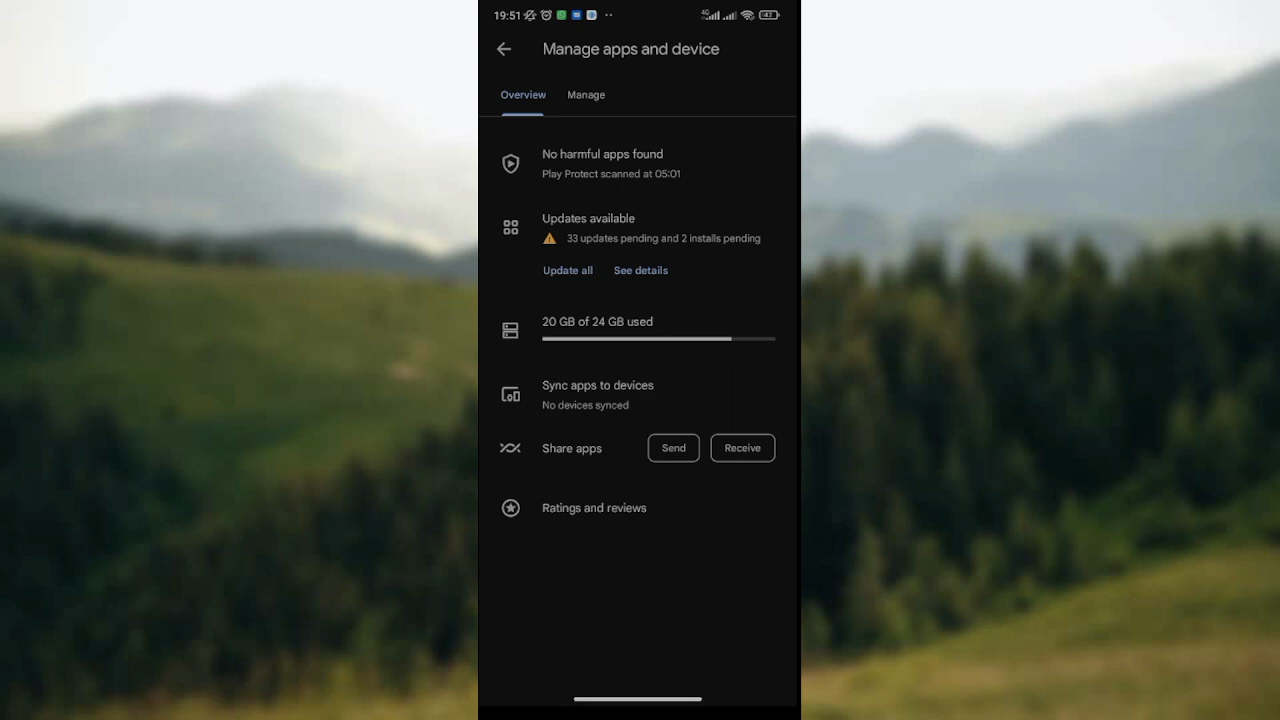 19:51
4G
47
Manage apps and device
Overview
Manage
No harmful apps found
Play Protect scanned at 05:01
Updates available
33 updates pending and 2 installs pending
Update all
See details
20 GB of 24 GB used
Sync apps to devices
No devices synced
Share apps
Send
Receive
Ratings and reviews